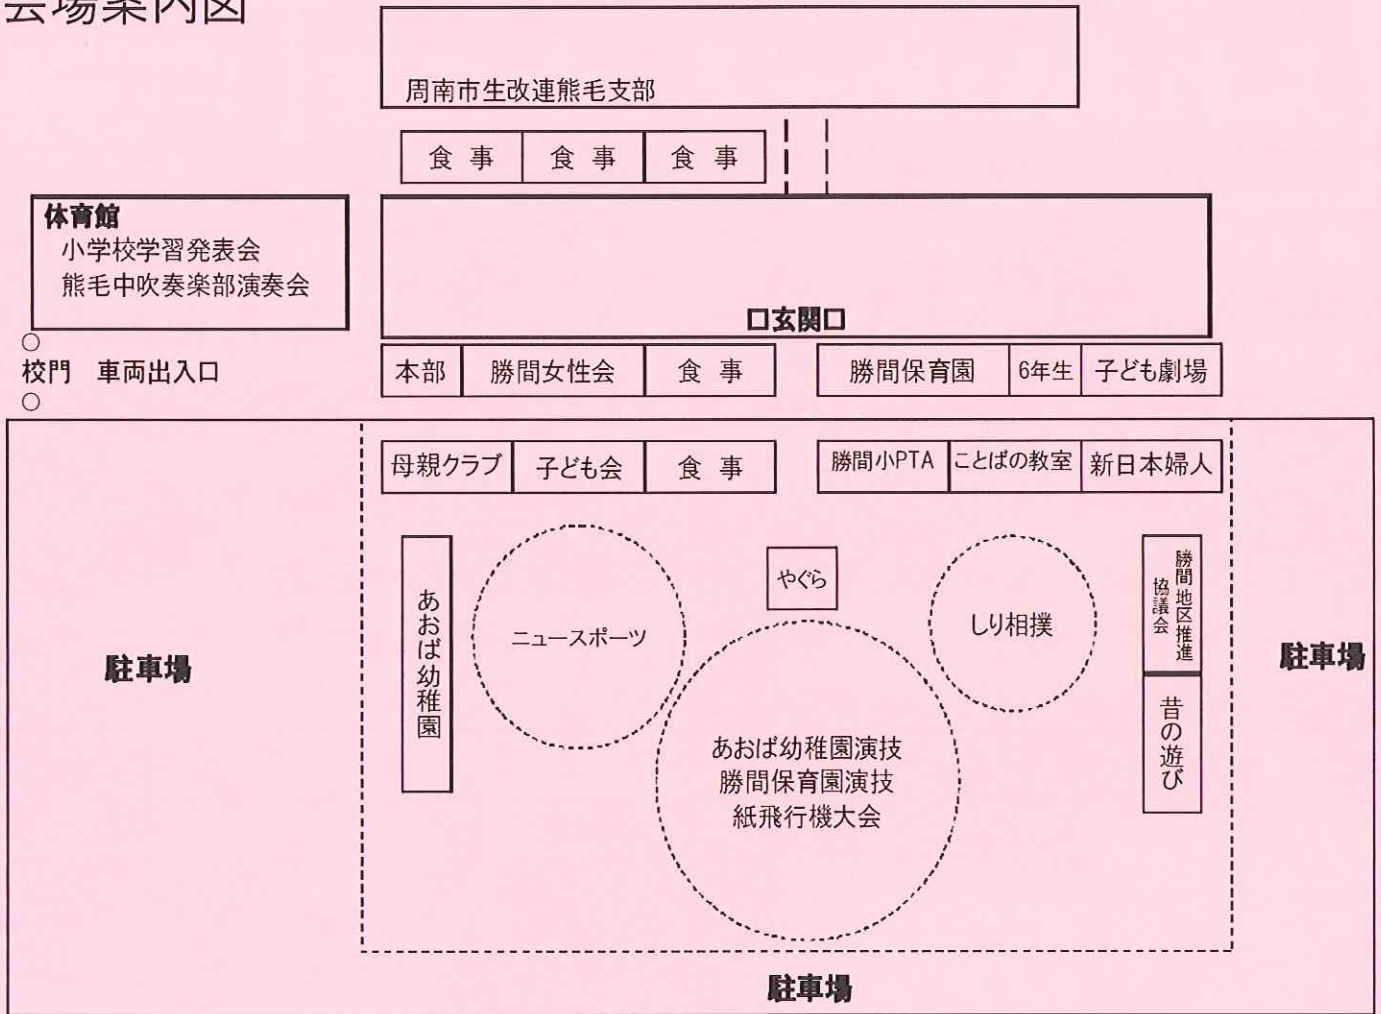 会場案内図
周南市生改連熊毛支部
食 事 食 事 食 事
体育館
小学校学習発表会
熊毛中吹奏楽部演奏会
口玄関口
○
校門 車両出入口
○
本部 勝間女性会 食 事 勝間保育園 6年生 子ども劇場
母親クラブ 子ども会 食 事 勝間小PTA ことばの教室 新日本婦人
あおば幼稚園
ニュースポーツ
やぐら
しり相撲
勝間地区推進
協議会
昔の遊び
あおば幼稚園演技
勝間保育園演技
紙飛行機大会
駐車場
駐車場
駐車場